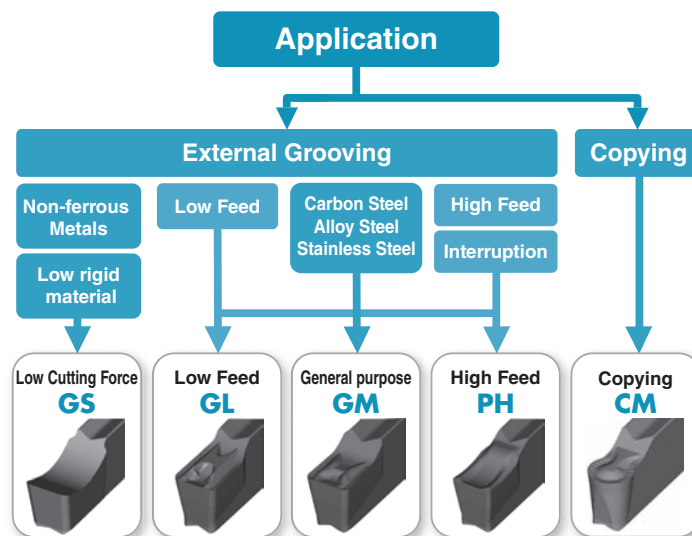 Application
External Grooving
Copying
Non-ferrous
Metals
Low rigid
material
Low Feed
Carbon Steel
Alloy Steel
Stainless Steel
High Feed
Interruption
Low Cutting Force
GS
Low Feed
GL
General purpose
GM
High Feed
PH
Copying
CM